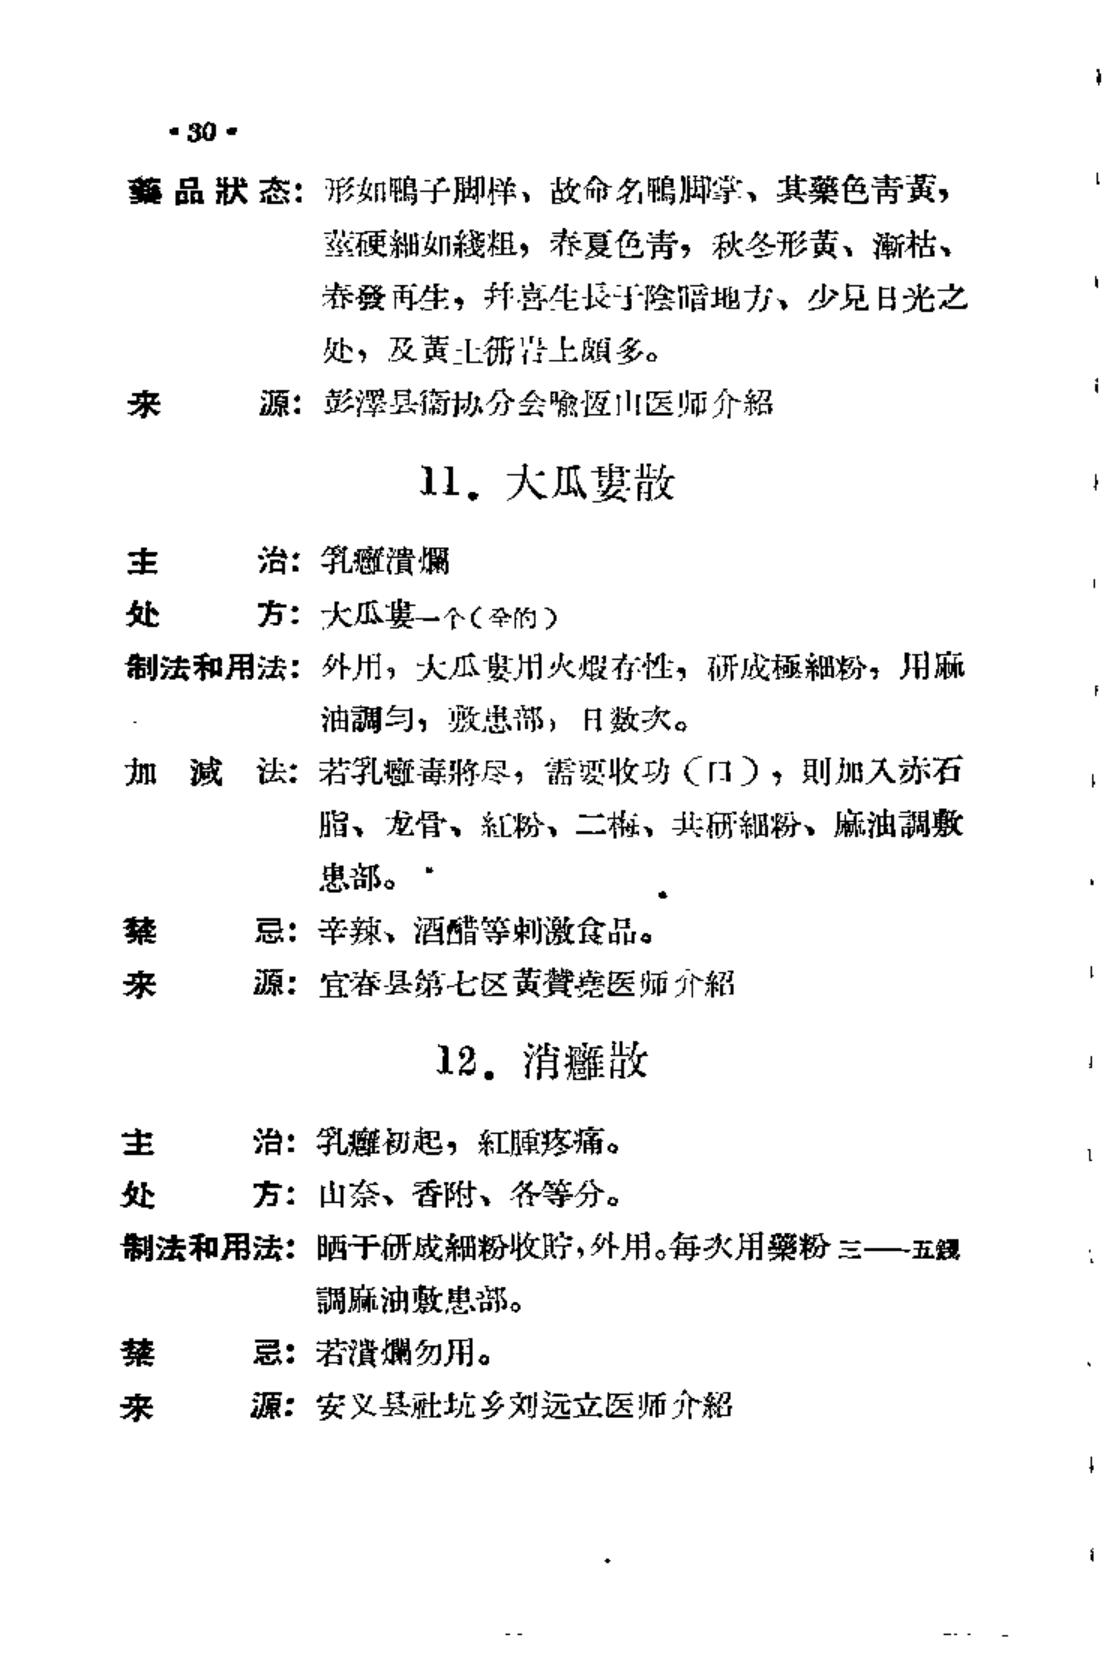 ·30·
藥品狀态：形如鴨子脚样、故命名鴨脚掌、其藥色靑黃，
莖硬細如綫粗，春夏色靑，秋冬形黃、漸枯、
春發再生，幷喜生長于陰暗地方、少見日光之
处，及黃土衕岩上頗多。
来源：彭澤县衞协分会喩恆山医师介紹
11．大瓜蔞散
主治：乳癰潰爛
处方：大瓜蔞一个（全的）
制法和用法：外用，大瓜蔞用火煅存性，研成極細粉，用麻
油調匀，敷患部，日数次。
加減法：若乳癰毒將尽，需要收功（口），則加入赤石
脂、龙骨、紅粉、二梅、共研細粉、麻油調敷
患部。
禁忌：辛辣、酒醋等刺激食品。
来源：宜春县第七区黃贊堯医师介紹
12．消癰散
主治：乳癰初起，紅腫疼痛。
处方：山奈、香附、各等分。
制法和用法：晒干研成細粉收貯，外用。每次用藥粉三——五錢
調麻油敷患部。
禁忌：若潰爛勿用。
来源：安义县社坑乡刘远立医师介紹